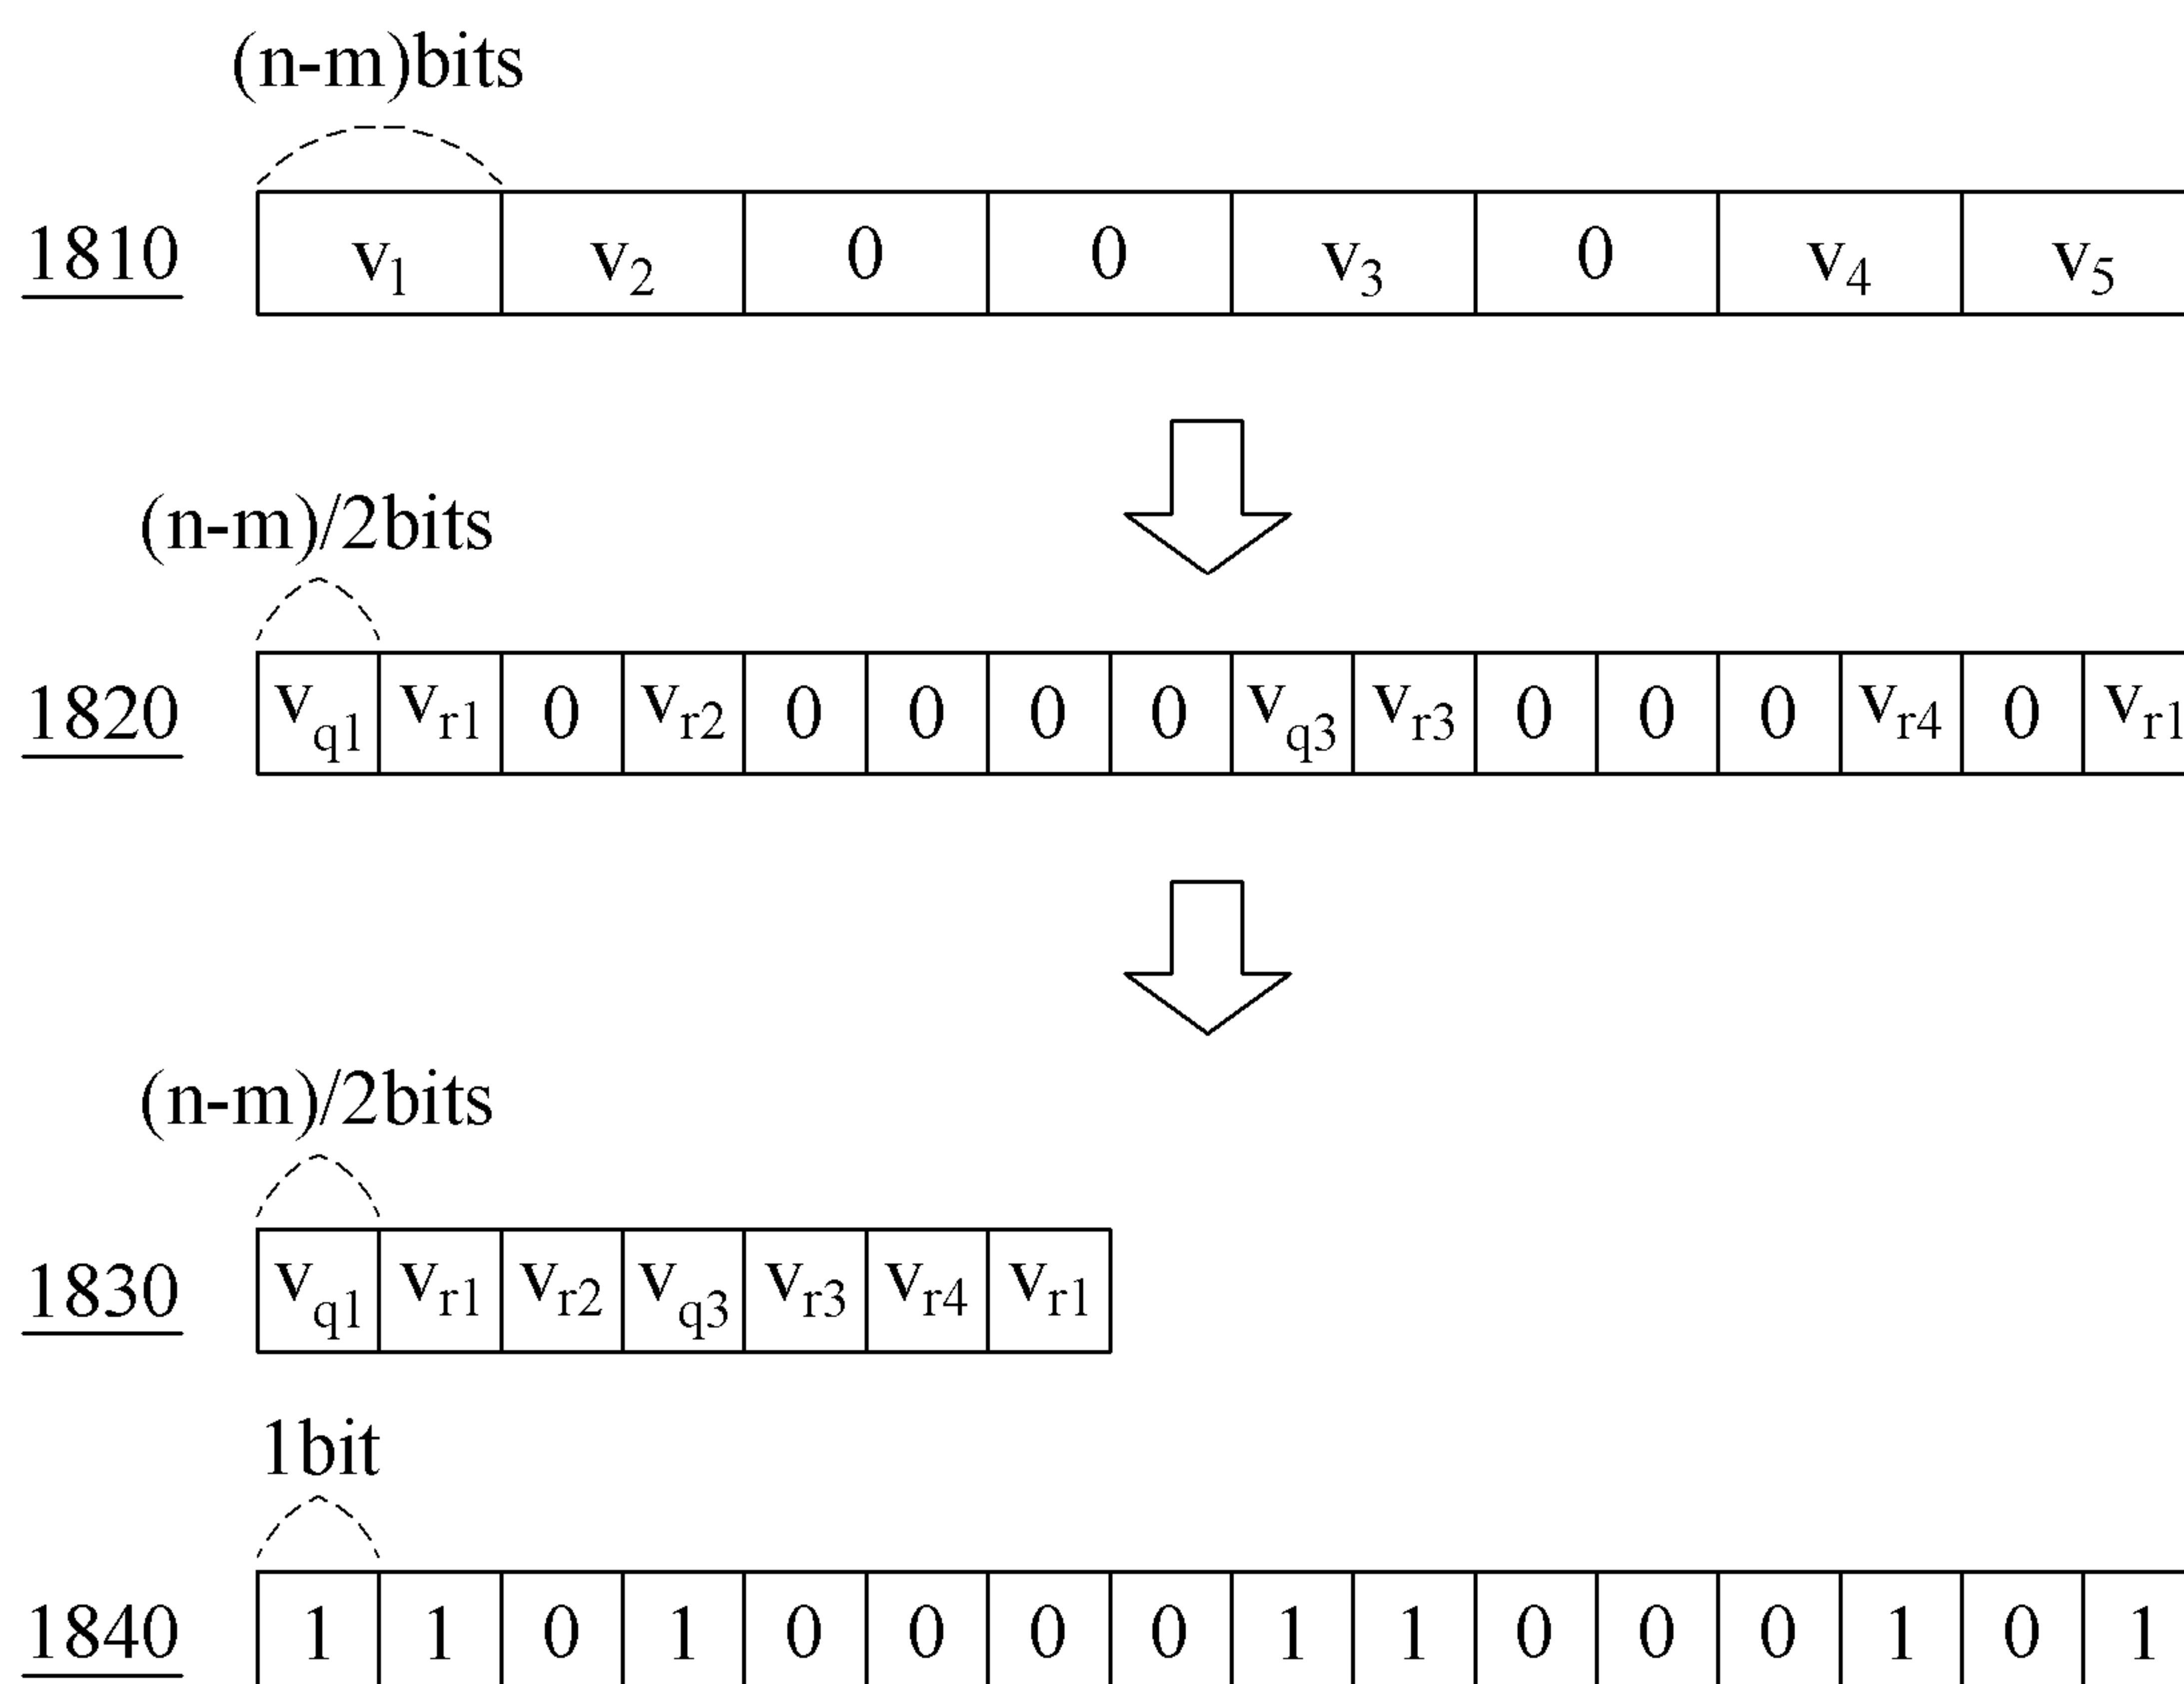 (n-m)bits
1810 v1 v2 0 0 v3 0 v4 v5
(n-m)/2bits
1820 vq1 vr1 0 vr2 0 0 0 0 vq3 vr3 0 0 0 vr4 0 vr1
(n-m)/2bits
1830 vq1 vr1 vr2 vq3 vr3 vr4 vr1
1bit
1840 1 1 0 1 0 0 0 0 1 1 0 0 0 1 0 1